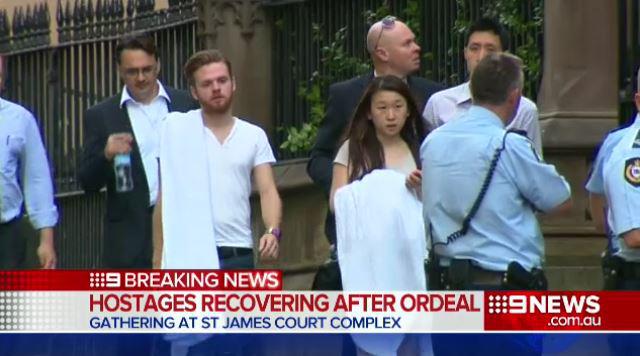 9 BREAKING NEWS
HOSTAGES RECOVERING AFTER ORDEAL
GATHERING AT ST JAMES COURT COMPLEX
9NEWS
.com.au